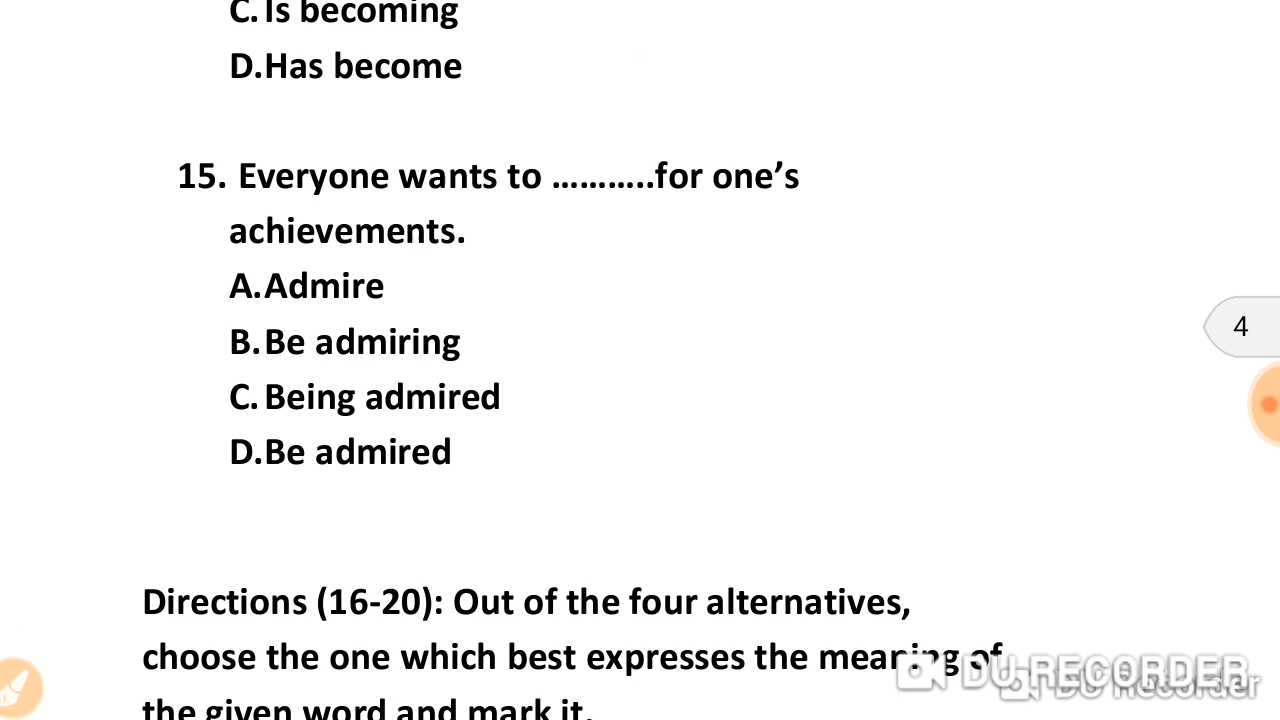 C. Is becoming
D.Has become
15. Everyone wants to ………..for one’s
achievements.
A.Admire
B.Be admiring
C. Being admired
D.Be admired
4
Directions (16-20): Out of the four alternatives,
choose the one which best expresses the meaning of
the given word and mark it.
DU RECORDER
DU Recorder